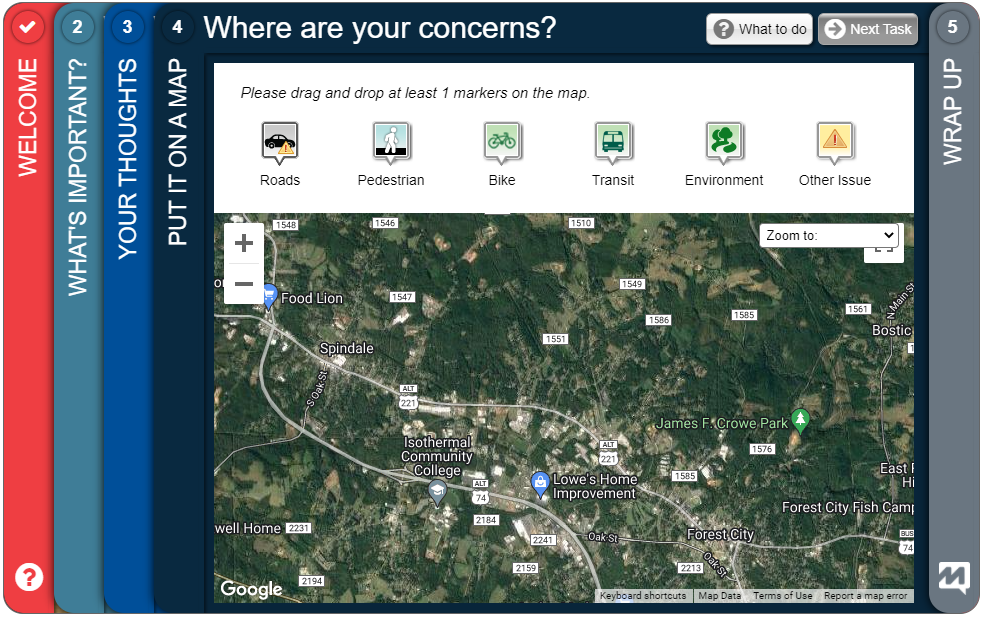 WELCOME
2
WHAT'S IMPORTANT?
3
YOUR THOUGHTS
4
PUT IT ON A MAP
Where are your concerns?
? What to do
Next Task
5
WRAP UP
Please drag and drop at least 1 markers on the map.
Roads
Pedestrian
Bike
Transit
Environment
Other Issue
1548
1546
1510
Zoom to:
+
−
Food Lion
1547
1549
1561
N Main St
1586
1585
Bostic
1551
Spindale
S Oak St
ALT
221
James F. Crowe Park
1576
Isothermal
Community
College
ALT
221
ALT
74
Lowe's Home
Improvement
1585
East
Forest City Fish Camp
2184
well Home
2231
2241
Oak St
Forest City
BUS
74
Oak St
2159
2213
2194
Google
Keyboard shortcuts
Map Data
Terms of Use
Report a map error
?